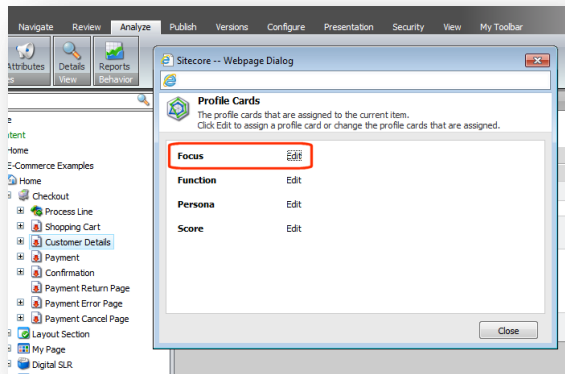 Navigate Review Analyze Publish Versions Configure Presentation Security View My Toolbar
Attributes Details Reports
View Behavior
Sitecore -- Webpage Dialog
Profile Cards
The profile cards that are assigned to the current item.
Click Edit to assign a profile card or change the profile cards that are assigned.
Focus Edit
Function Edit
Persona Edit
Score Edit
Close
Home
E-Commerce Examples
Home
Checkout
Process Line
Shopping Cart
Customer Details
Payment
Confirmation
Payment Return Page
Payment Error Page
Payment Cancel Page
Layout Section
My Page
Digital SLR